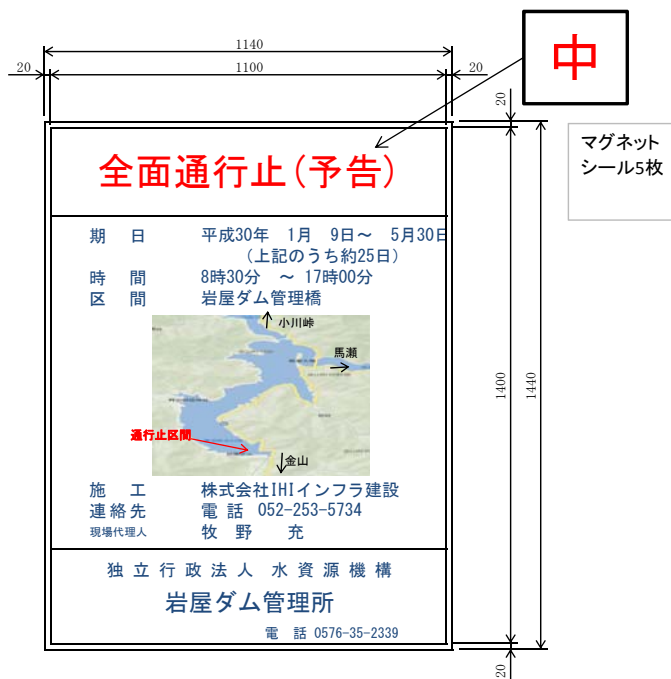 1140
20
1100
20
中
20
マグネット
シール5枚
全面通行止(予告)
期　日　平成30年　1月　9日～　5月30日
（上記のうち約25日）
時　間　8時30分　～ 17時00分
区　間　岩屋ダム管理橋
小川峠
馬瀬
通行止区間
金山
1400
1440
施　工　株式会社IHIインフラ建設
連絡先　電 話　052-253-5734
現場代理人　牧　野　　充
独立行政法人 水資源機構
岩屋ダム管理所
電　話 0576-35-2339
20